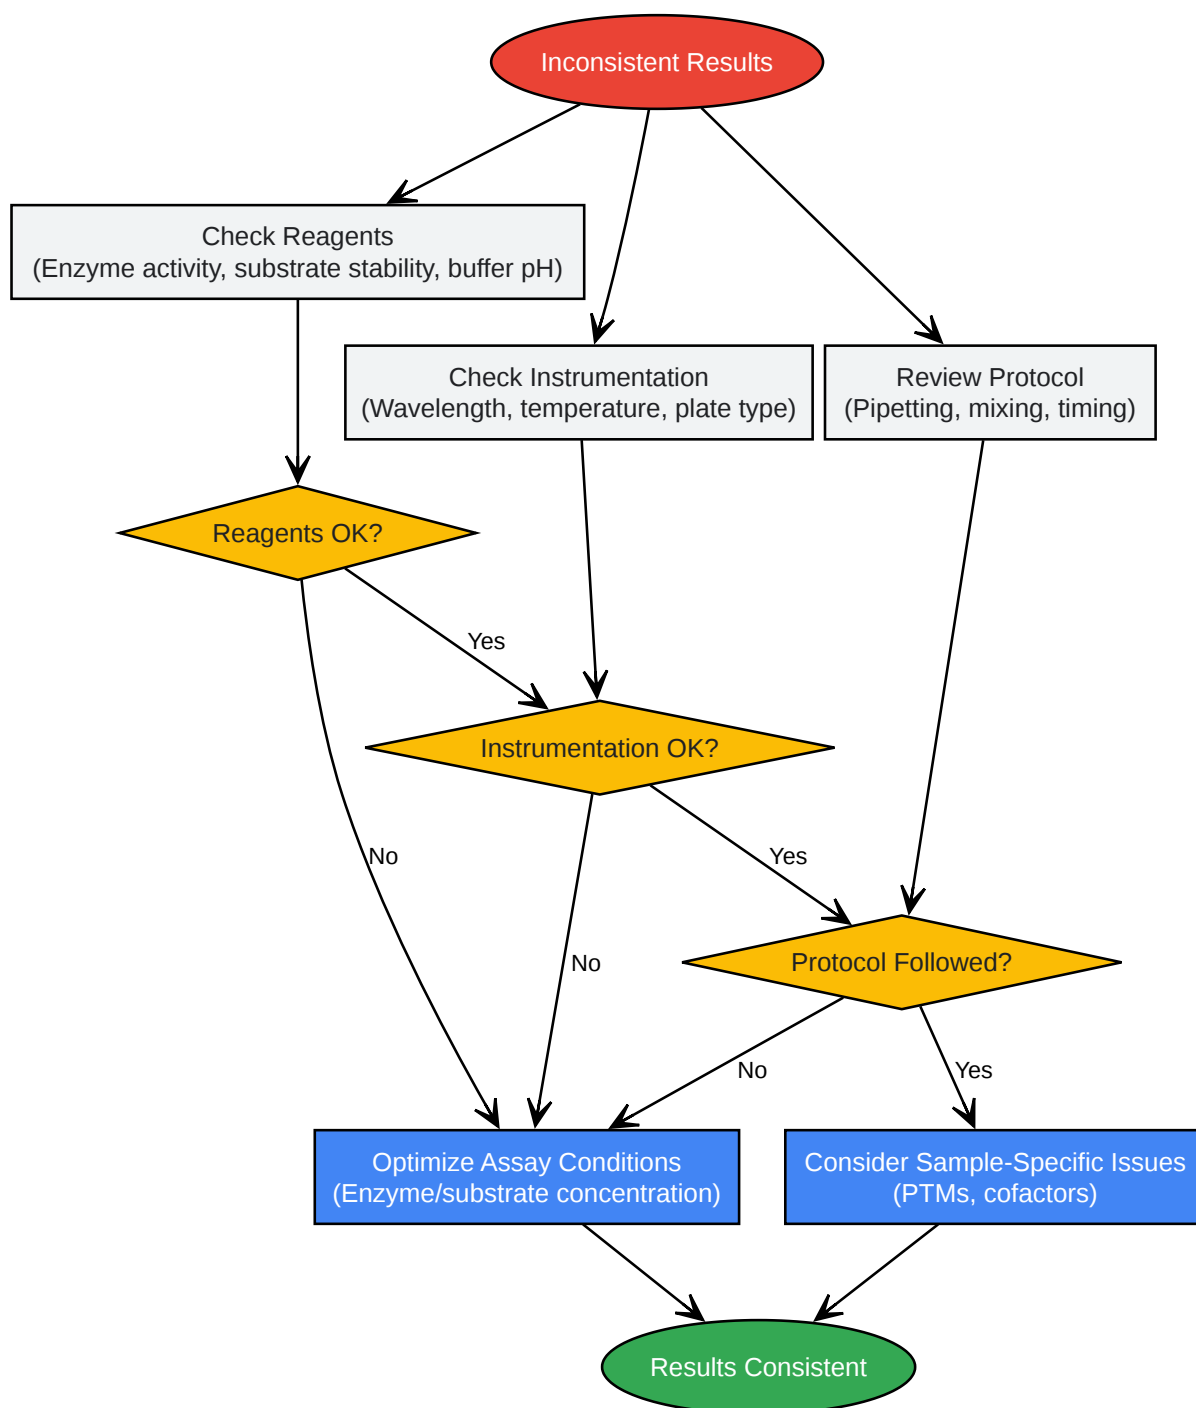 Inconsistent Results
Check Reagents
(Enzyme activity, substrate stability, buffer pH)
Check Instrumentation
(Wavelength, temperature, plate type)
Review Protocol
(Pipetting, mixing, timing)
Reagents OK?
Yes
Instrumentation OK?
No
Yes
No
Protocol Followed?
No
Yes
Optimize Assay Conditions
(Enzyme/substrate concentration)
Consider Sample-Specific Issues
(PTMs, cofactors)
Results Consistent